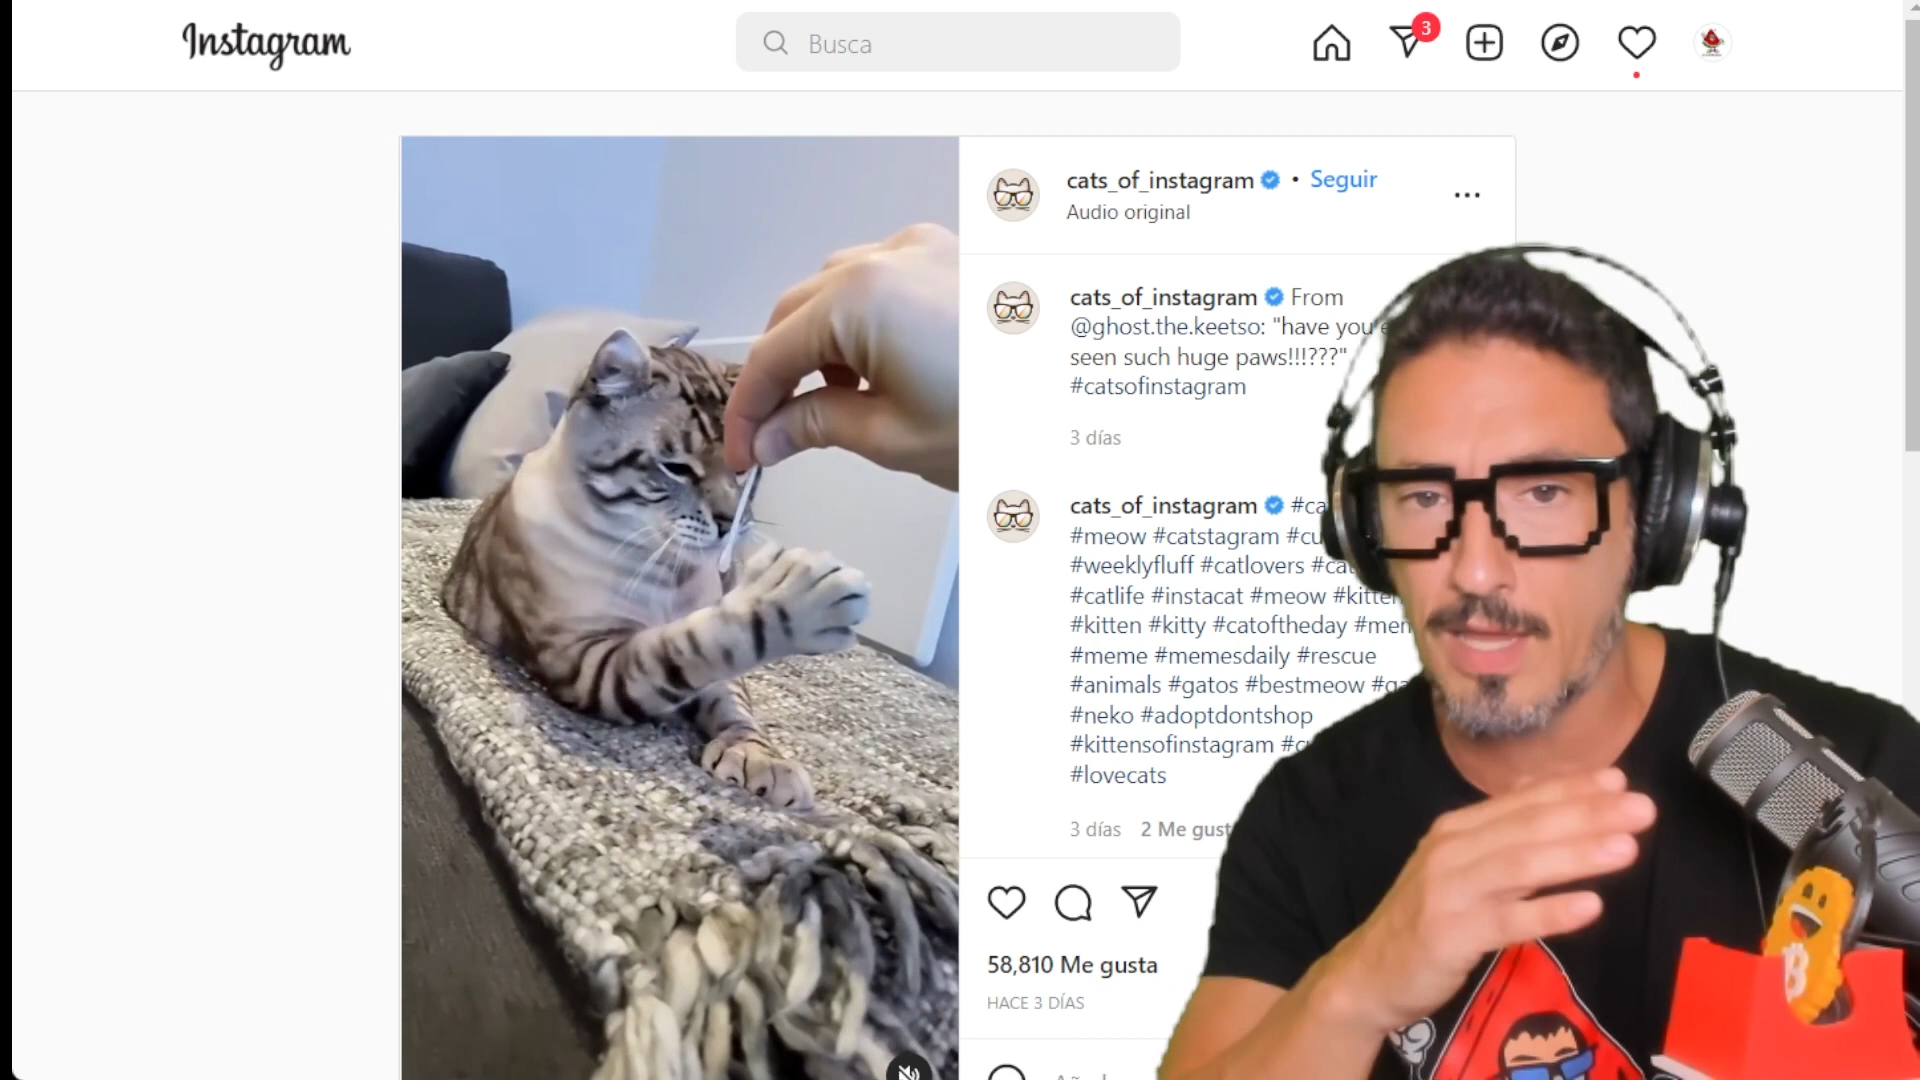 Instagram
Busca
3
cats_of_instagram • Seguir
Audio original
cats_of_instagram From
@ghost.the.keetso: "have you
seen such huge paws!!!???"
#catsofinstagram
3 días
cats_of_instagram
#meow #catstagram
#weeklyfluff #catlovers
#catlife #instacat #meow
#kitten #kitty #catoftheday
#meme #memesdaily #rescue
#animals #gatos #bestmeow
#neko #adoptdontshop
#kittensofinstagram
#lovecats
3 días 2 Me
58,810 Me gusta
HACE 3 DÍAS